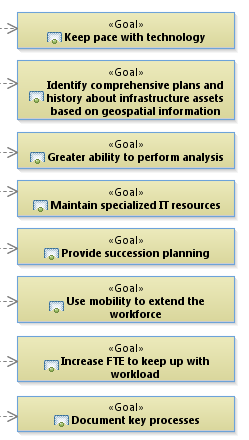 «Goal»
Keep pace with technology
«Goal»
Identify comprehensive plans and
history about infrastructure assets
based on geospatial information
«Goal»
Greater ability to perform analysis
«Goal»
Maintain specialized IT resources
«Goal»
Provide succession planning
«Goal»
Use mobility to extend the
workforce
«Goal»
Increase FTE to keep up with
workload
«Goal»
Document key processes